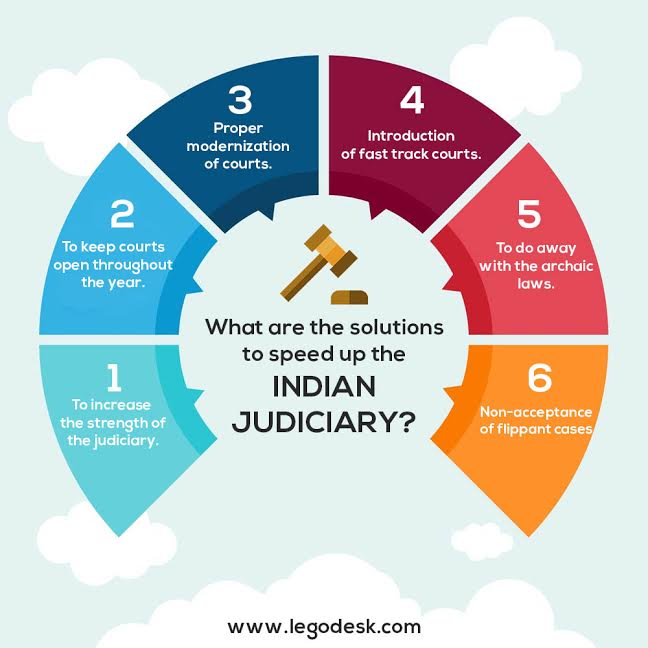 1
To increase
the strength of
the judiciary.
2
To keep courts
open throughout
the year.
3
Proper
modernization
of courts.
4
Introduction
of fast track courts.
5
To do away
with the archaic
laws.
6
Non-acceptance
of flippant cases
What are the solutions
to speed up the
INDIAN
JUDICIARY?
www.legodesk.com